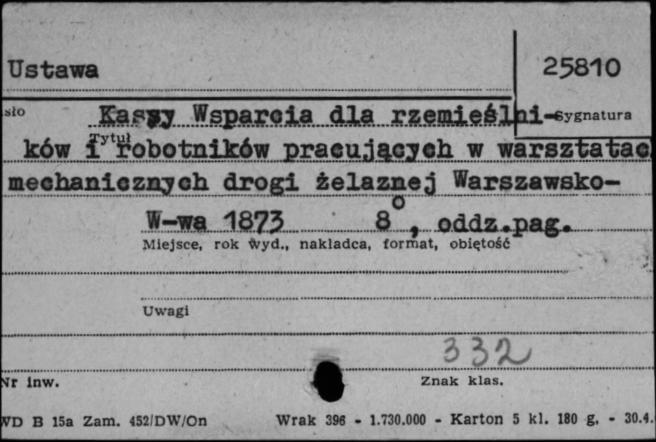 Ustawa
25810
sło
Kassy Wsparcia dla rzemieślni-
Sygnatura
Tytuł
ków i robotników pracujących w warsztatac
mechanicznych drogi żelaznej Warszawsko-
W-wa 1873 8°, oddz.pag.
Miejsce, rok wyd., nakladca, format, obiętość
Uwagi
332
Nr inw.
Znak klas.
WD B 15a Zam. 452/DW/On Wrak 396 - 1.730.000 - Karton 5 kl. 180 g. - 30.4.